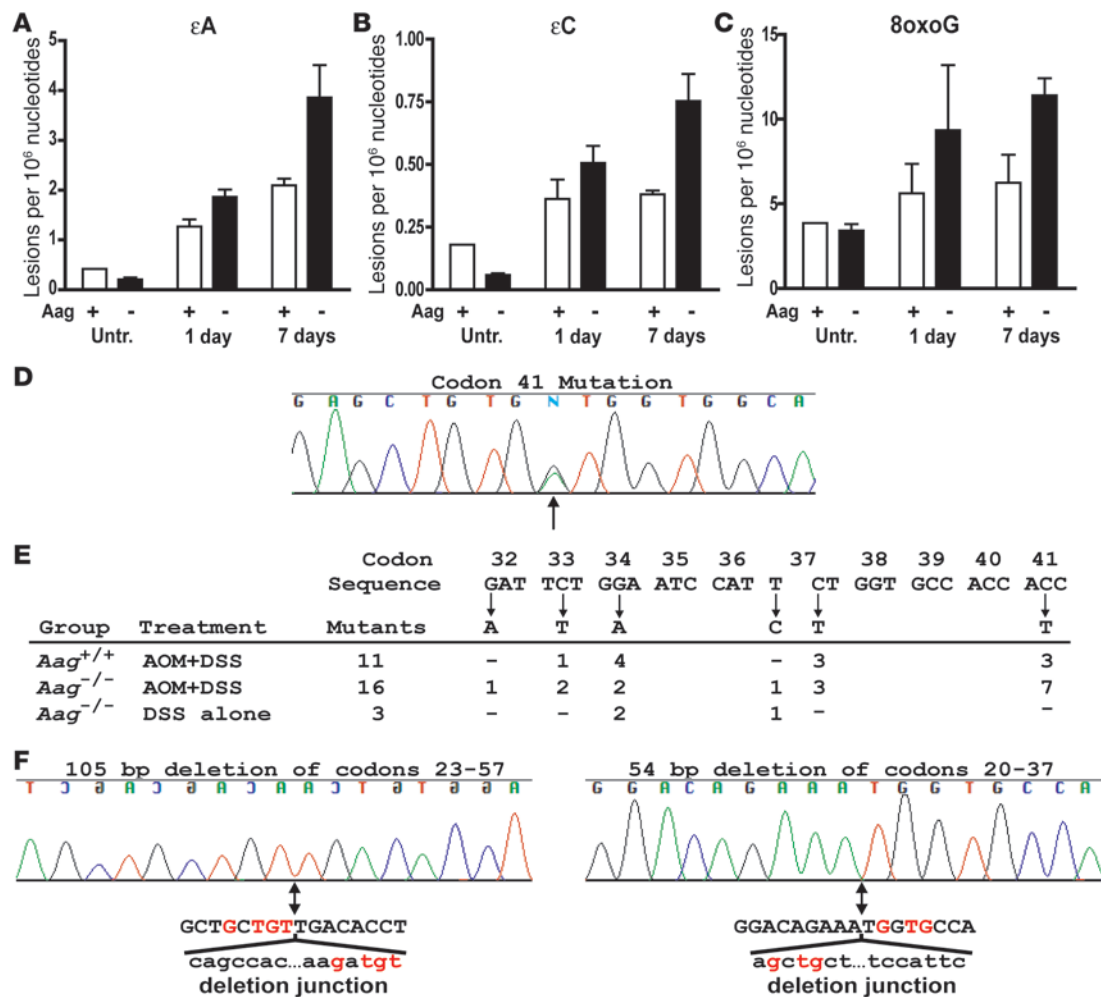 A εA B εC C 8oxoG
Lesions per 10⁶ nucleotides
5
4
3
2
1
0
Lesions per 10⁶ nucleotides
1.00
0.75
0.50
0.25
0.00
Lesions per 10⁶ nucleotides
15
10
5
0
Aag + - + - + -
Untr. 1 day 7 days
Aag + - + - + -
Untr. 1 day 7 days
Aag + - + - + -
Untr. 1 day 7 days
D
Codon 41 Mutation
G A G C T G T G N T G G T G G C A
E
Codon 32 33 34 35 36 37 38 39 40 41
Sequence GAT TCT GGA ATC CAT T CT GGT GCC ACC ACC
Group Treatment Mutants A T A C T T
Aag+/+ AOM+DSS 11 - 1 4 - 3 3
Aag-/- AOM+DSS 16 1 2 2 1 3 7
Aag-/- DSS alone 3 - - 2 1 - -
F
105 bp deletion of codons 23-57
T C G A C G A C A A C T G T G G A
GCTGCTGTTGACACCT
cagccac…aagatgt
deletion junction
54 bp deletion of codons 20-37
G G A C A G A A A T G G T G C C A
GGACAGAAATGGTGCCA
agctgct…tccattc
deletion junction